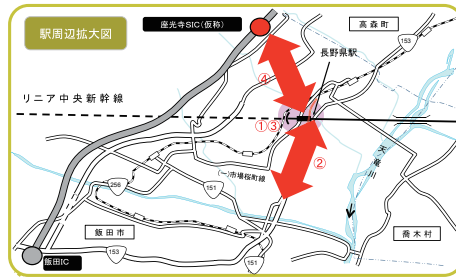 駅周辺拡大図
座光寺SIC(仮称)
高森町
153
長野県駅
④
リニア中央新幹線
①③
②
天竜川
(一)市場桜町線
256
151
飯田市
喬木村
153
飯田IC
151